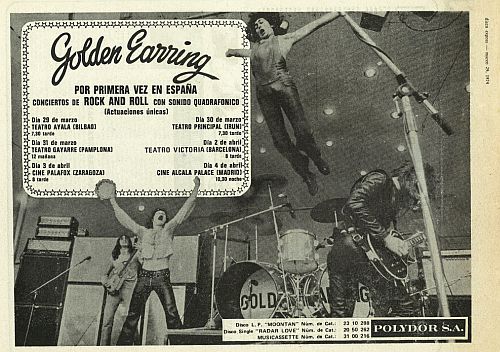 Golden Earring
POR PRIMERA VEZ EN ESPAÑA
CONCIERTOS DE ROCK AND ROLL CON SONIDO QUADRAFONICO
(Actuaciones únicas)
Día 29 de marzo
TEATRO AYALA (BILBAO)
7,30 tarde
Día 30 de marzo
TEATRO PRINCIPAL (IRUN)
7,30 tarde
Día 31 de marzo
TEATRO GAYARRE (PAMPLONA)
12 mañana
Día 2 de abril
TEATRO VICTORIA (BARCELONA)
6 tarde
Día 3 de abril
CINE PALAFOX (ZARAGOZA)
6 tarde
Día 4 de abril
CINE ALCALA PALACE (MADRID)
10,30 noche
GOLD RING
Disco L. P. "MOONTAN" Núm. de Cat.: 23 10 288
Disco Single "RADAR LOVE" Núm. de Cat.: 20 50 262
MUSICASSETTE Núm. de Cat.: 31 00 216
POLYDOR S.A.